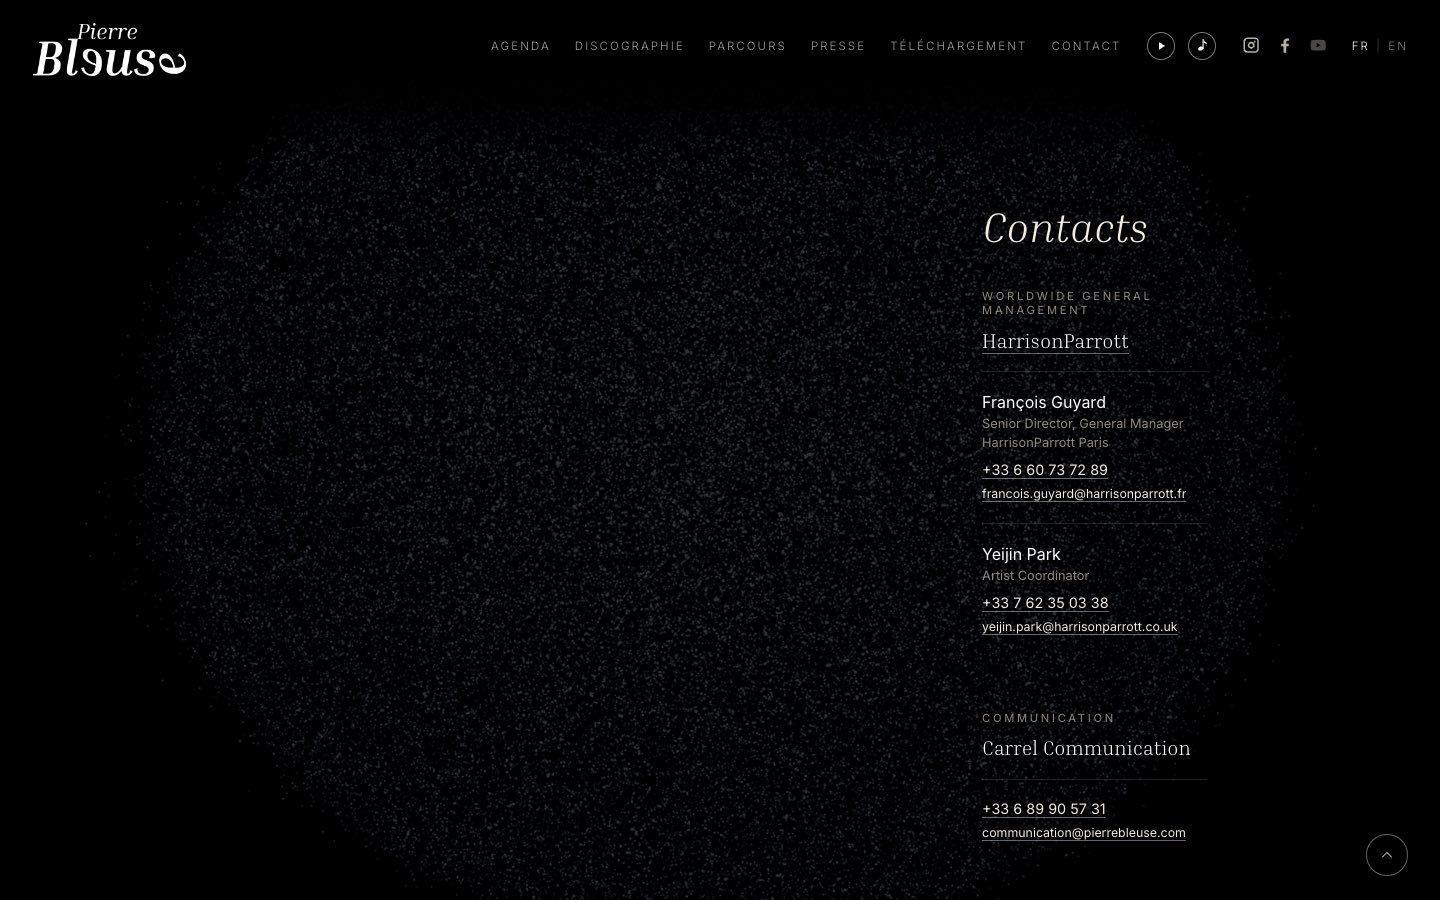 Pierre
Bleuse
AGENDA DISCOGRAPHIE PARCOURS PRESSE TÉLÉCHARGEMENT CONTACT FR | EN
Contacts
WORLDWIDE GENERAL
MANAGEMENT
HarrisonParrott
François Guyard
Senior Director, General Manager
HarrisonParrott Paris
+33 6 60 73 72 89
francois.guyard@harrisonparrott.fr
Yeijin Park
Artist Coordinator
+33 7 62 35 03 38
yeijin.park@harrisonparrott.co.uk
COMMUNICATION
Carrel Communication
+33 6 89 90 57 31
communication@pierrebleuse.com